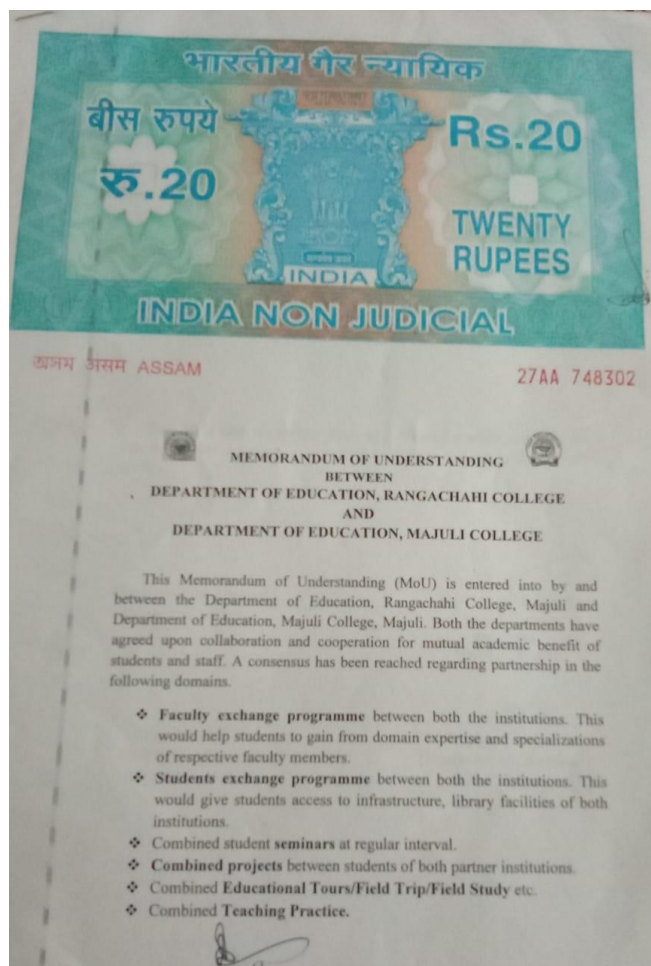 भारतीय गैर न्यायिक
बीस रुपये
रु.20
Rs.20
TWENTY
RUPEES
INDIA
INDIA NON JUDICIAL
অসম असम ASSAM
27AA 748302
MEMORANDUM OF UNDERSTANDING
BETWEEN
DEPARTMENT OF EDUCATION, RANGACHAHI COLLEGE
AND
DEPARTMENT OF EDUCATION, MAJULI COLLEGE
This Memorandum of Understanding (MoU) is entered into by and
between the Department of Education, Rangachahi College, Majuli and
Department of Education, Majuli College, Majuli. Both the departments have
agreed upon collaboration and cooperation for mutual academic benefit of
students and staff. A consensus has been reached regarding partnership in the
following domains.
❖ Faculty exchange programme between both the institutions. This
would help students to gain from domain expertise and specializations
of respective faculty members.
❖ Students exchange programme between both the institutions. This
would give students access to infrastructure, library facilities of both
institutions.
❖ Combined student seminars at regular interval.
❖ Combined projects between students of both partner institutions.
❖ Combined Educational Tours/Field Trip/Field Study etc.
❖ Combined Teaching Practice.